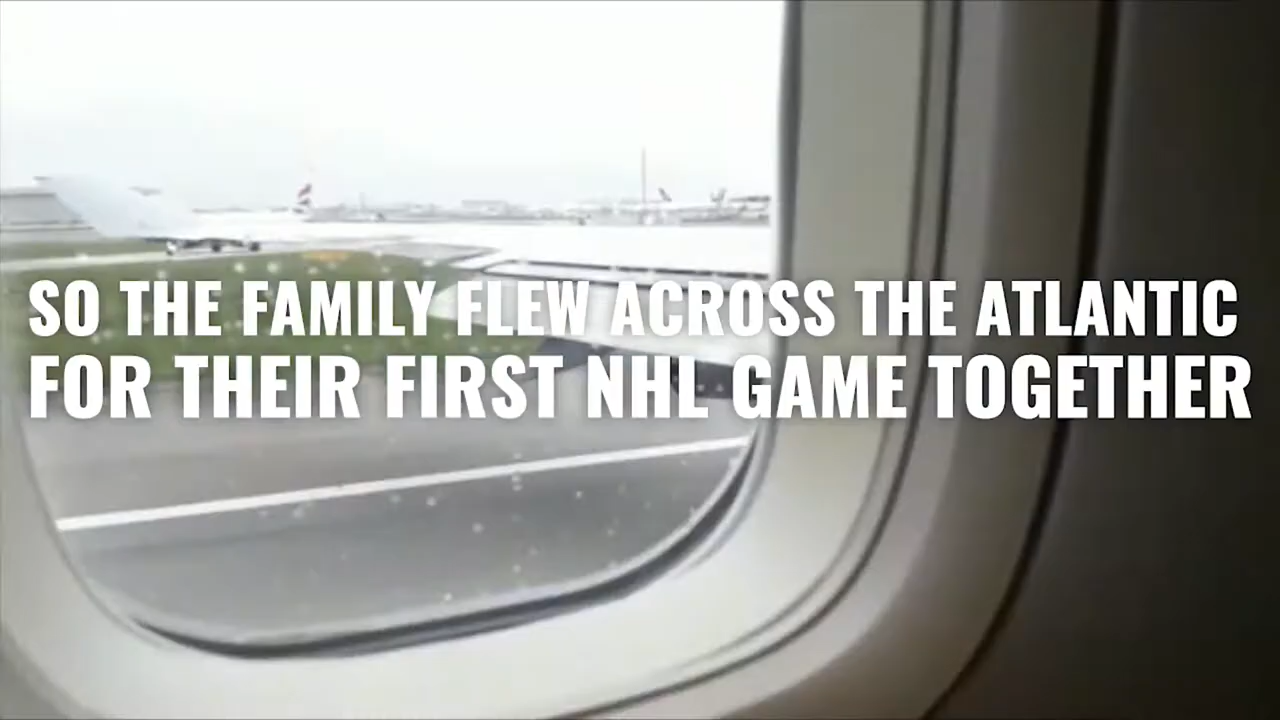 SO THE FAMILY FLEW ACROSS THE ATLANTIC
FOR THEIR FIRST NHL GAME TOGETHER